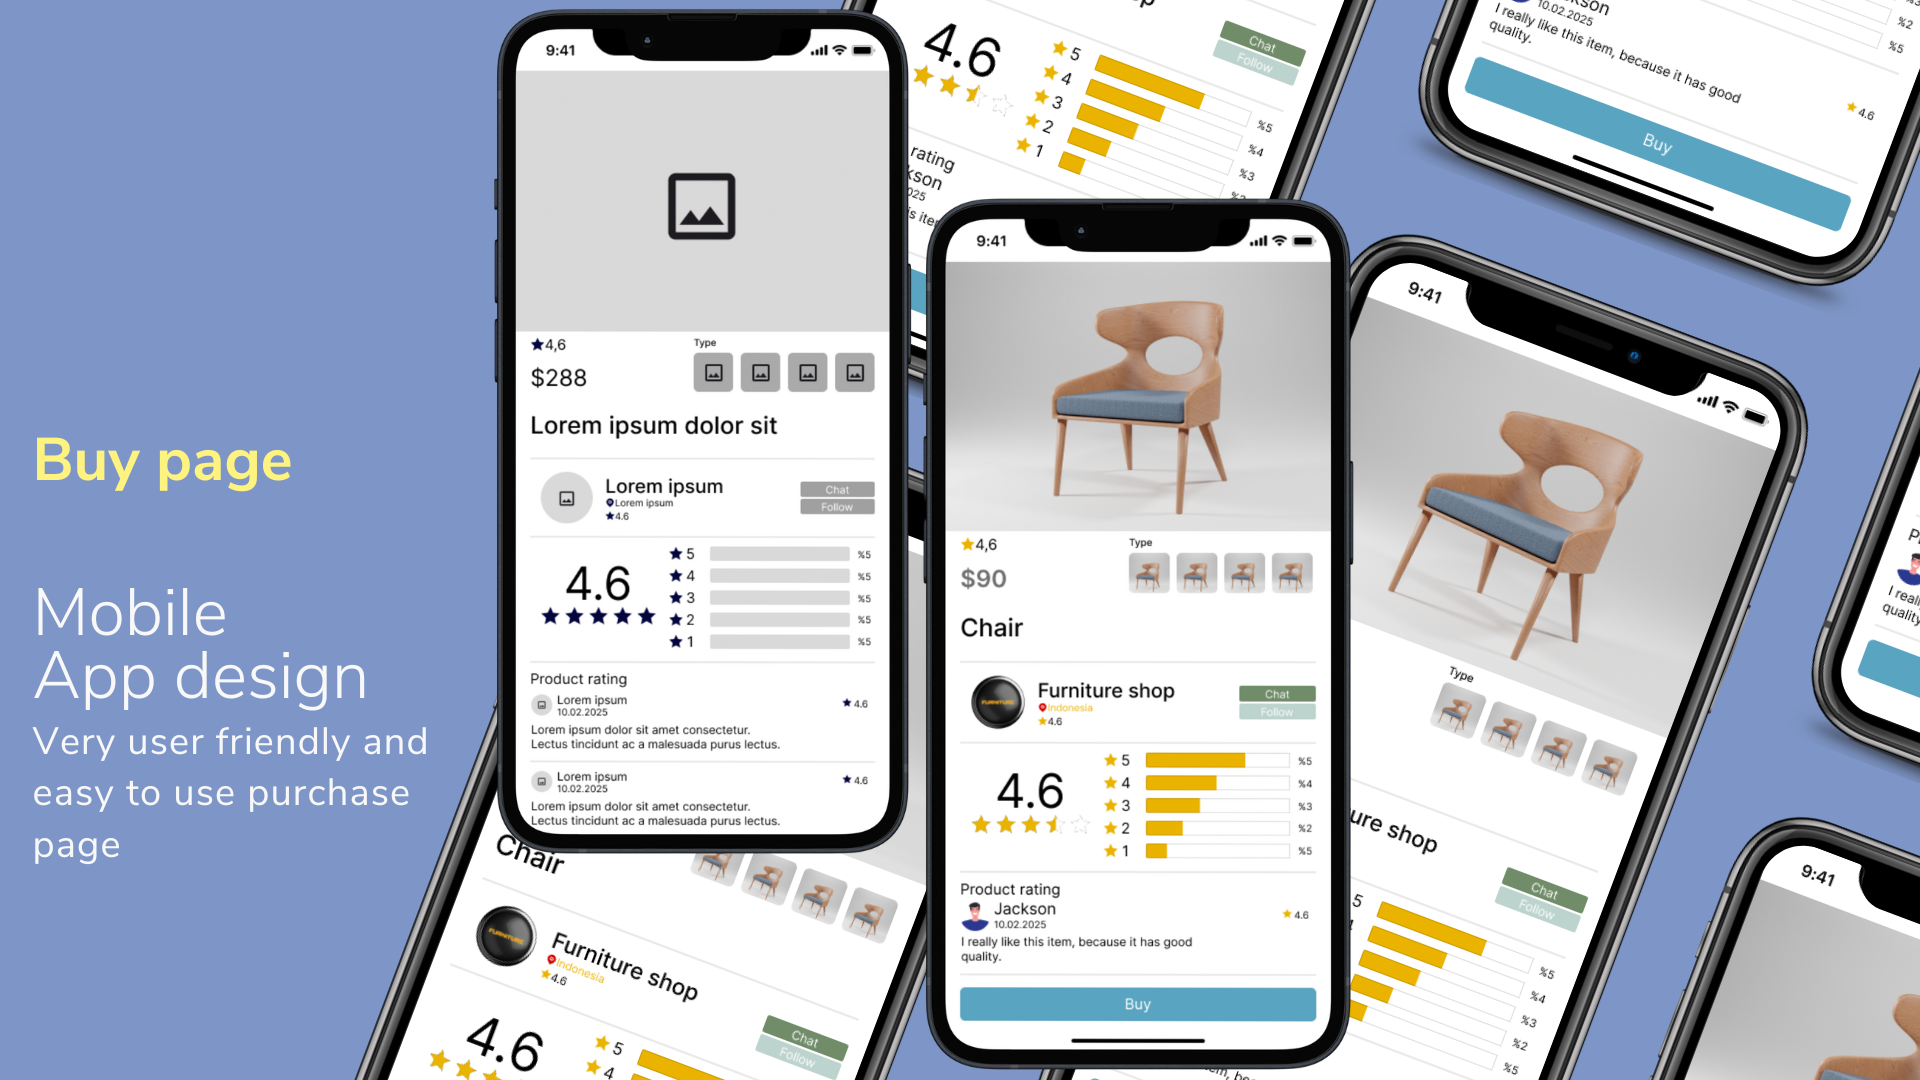 Buy page
Mobile
App design
Very user friendly and
easy to use purchase
page
9:41
4,6
Type
$288
Lorem ipsum dolor sit
Lorem ipsum
Lorem ipsum
4.6
Chat
Follow
4.6
5 %5
4 %5
3 %5
2 %5
1 %5
Product rating
Lorem ipsum
10.02.2025
4.6
Lorem ipsum dolor sit amet consectetur.
Lectus tincidunt ac a malesuada purus lectus.
Lorem ipsum
10.02.2025
4.6
Lorem ipsum dolor sit amet consectetur.
Lectus tincidunt ac a malesuada purus lectus.
9:41
4,6
Type
$90
Chair
FURNITURE
Furniture shop
Indonesia
4.6
Chat
Follow
4.6
5 %5
4 %4
3 %3
2 %2
1 %5
Product rating
Jackson
10.02.2025
4.6
I really like this item, because it has good
quality.
Buy
4.6
Chat
Follow
5 %5
4 %4
3 %3
2
1
rating
10.02.2025
I really like this item, because it has good
quality.
4.6
%2
%5
Buy
9:41
Type
shop
Chat
Follow
5 %5
%4
%3
%2
%5
Chair
FURNITURE
Furniture shop
Indonesia
4.6
Chat
Follow
4.6
5
4
quality
9:41